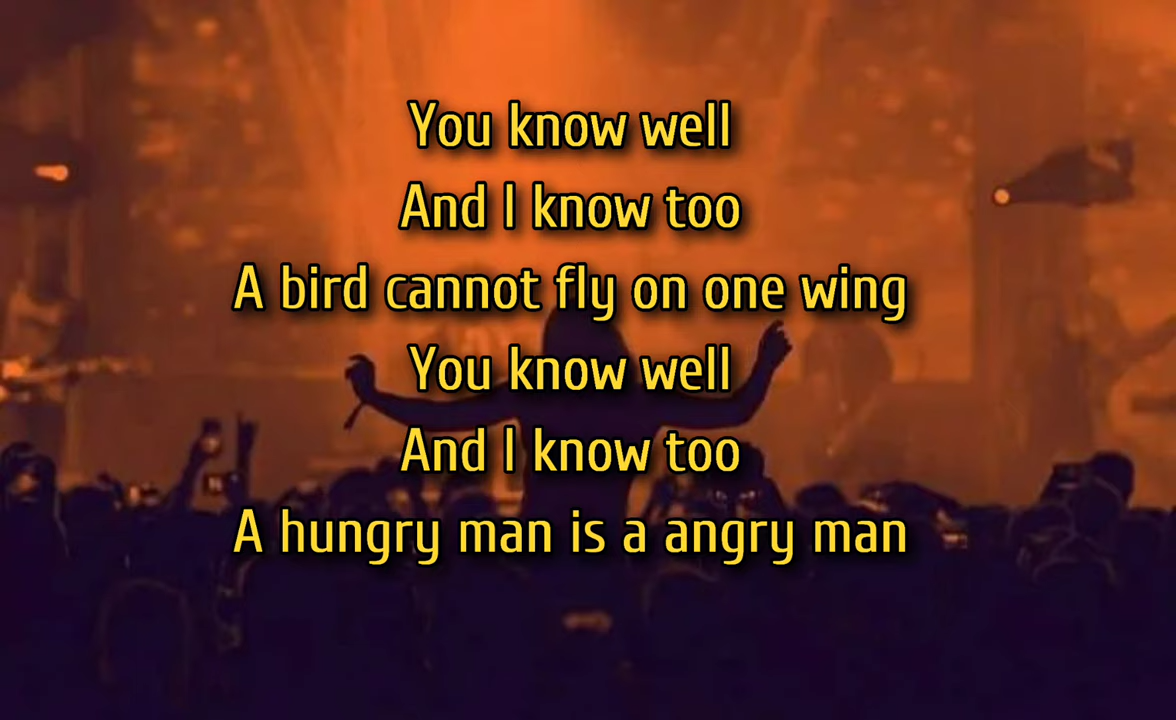 You know well
And I know too
A bird cannot fly on one wing
You know well
And I know too
A hungry man is a angry man